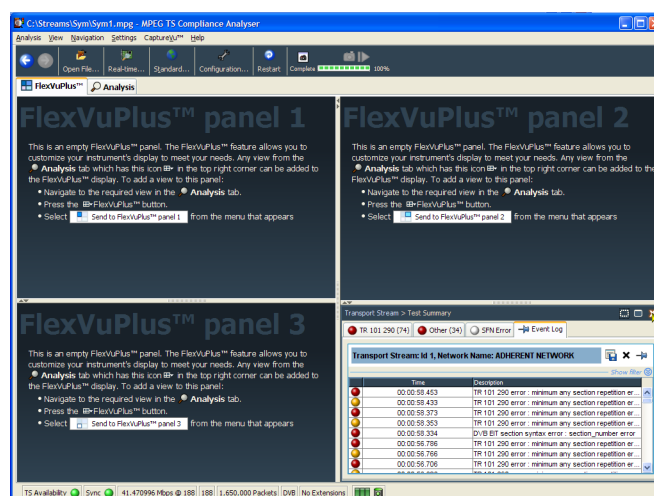 C:\Streams\Sym\Sym1.mpg - MPEG TS Compliance Analyser
Analysis View Navigation Settings CaptureVu™ Help
Open File... Real-time... Standard... Configuration... Restart Complete 100%
FlexVuPlus™ Analysis
FlexVuPlus™ panel 1
This is an empty FlexVuPlus™ panel. The FlexVuPlus™ feature allows you to
customize your instrument's display to meet your needs. Any view from the
Analysis tab which has this icon in the top right corner can be added to
the FlexVuPlus™ display. To add a view to this panel:
• Navigate to the required view in the Analysis tab.
• Press the FlexVuPlus™ button.
• Select Send to FlexVuPlus™ panel 1 from the menu that appears
FlexVuPlus™ panel 2
This is an empty FlexVuPlus™ panel. The FlexVuPlus™ feature allows you to
customize your instrument's display to meet your needs. Any view from the
Analysis tab which has this icon in the top right corner can be added to the
FlexVuPlus™ display. To add a view to this panel:
• Navigate to the required view in the Analysis tab.
• Press the FlexVuPlus™ button.
• Select Send to FlexVuPlus™ panel 2 from the menu that appears
FlexVuPlus™ panel 3
This is an empty FlexVuPlus™ panel. The FlexVuPlus™ feature allows you to
customize your instrument's display to meet your needs. Any view from the
Analysis tab which has this icon in the top right corner can be added to
the FlexVuPlus™ display. To add a view to this panel:
• Navigate to the required view in the Analysis tab.
• Press the FlexVuPlus™ button.
• Select Send to FlexVuPlus™ panel 3 from the menu that appears
Transport Stream > Test Summary
TR 101 290 (74) Other (34) SFN Error Event Log
Transport Stream: Id 1, Network Name: ADHERENT NETWORK
Show filter
Time Description
00:00:58.453 TR 101 290 error : minimum any section repetition er...
00:00:58.433 TR 101 290 error : minimum any section repetition er...
00:00:58.373 TR 101 290 error : minimum any section repetition er...
00:00:58.353 TR 101 290 error : minimum any section repetition er...
00:00:58.334 DVB EIT section syntax error : section_number error
00:00:56.786 TR 101 290 error : minimum any section repetition er...
00:00:56.766 TR 101 290 error : minimum any section repetition er...
00:00:56.706 TR 101 290 error : minimum any section repetition er...
TS Availability Sync 41.470996 Mbps @ 188 188 1.650.000 Packets DVB No Extensions